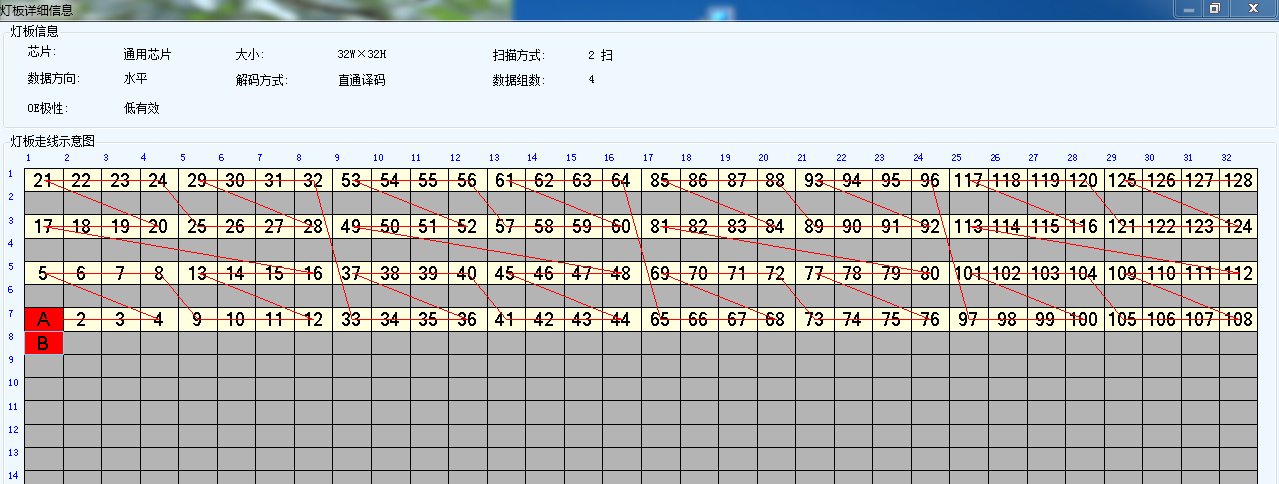 灯板详细信息
灯板信息
芯片: 通用芯片 大小: 32W×32H 扫描方式: 2 扫
数据方向: 水平 解码方式: 直通译码 数据组数: 4
OE极性: 低有效
灯板走线示意图
1 2 3 4 5 6 7 8 9 10 11 12 13 14 15 16 17 18 19 20 21 22 23 24 25 26 27 28 29 30 31 32
1 21 22 23 24 29 30 31 32 53 54 55 56 61 62 63 64 85 86 87 88 93 94 95 96 117 118 119 120 125 126 127 128
2
3 17 18 19 20 25 26 27 28 49 50 51 52 57 58 59 60 81 82 83 84 89 90 91 92 113 114 115 116 121 122 123 124
4
5 5 6 7 8 13 14 15 16 37 38 39 40 45 46 47 48 69 70 71 72 77 78 79 80 101 102 103 104 109 110 111 112
6
7 A 2 3 4 9 10 11 12 33 34 35 36 41 42 43 44 65 66 67 68 73 74 75 76 97 98 99 100 105 106 107 108
8 B
9
10
11
12
13
14